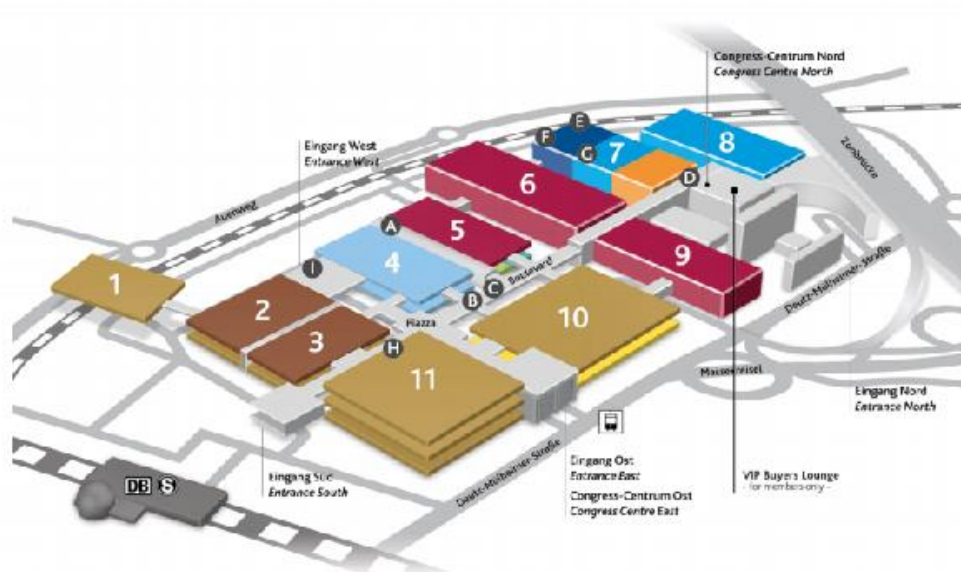 Congress-Centrum Nord
Congress Centre North
Zoobrücke
E
F
8
7
G
Eingang West
Entrance West
6
D
Auenweg
A
5
9
I
4
Deutz-Mülheimer-Straße
1
B
C
Boulevard
2
10
Piazza
3
H
Messekreisel
11
Eingang Nord
Entrance North
Eingang Süd
Entrance South
Deutz-Mülheimer Straße
Eingang Ost
Entrance East
Congress-Centrum Ost
Congress Centre East
VIP Buyers Lounge
- for members only -
DB S